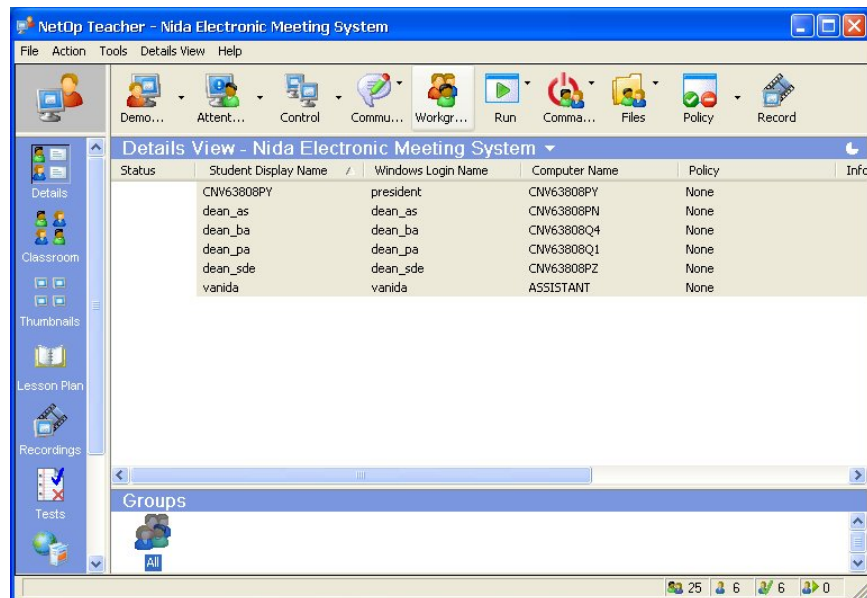 NetOp Teacher - Nida Electronic Meeting System
File Action Tools Details View Help
Demo... Attent... Control Commu... Workgr... Run Comma... Files Policy Record
Details
Classroom
Thumbnails
Lesson Plan
Recordings
Tests
Details View - Nida Electronic Meeting System
Status Student Display Name Windows Login Name Computer Name Policy Info
CNV63808PY president CNV63808PY None
dean_as dean_as CNV63808PN None
dean_ba dean_ba CNV63808Q4 None
dean_pa dean_pa CNV63808Q1 None
dean_sde dean_sde CNV63808PZ None
vanida vanida ASSISTANT None
Groups
All
25 6 6 0